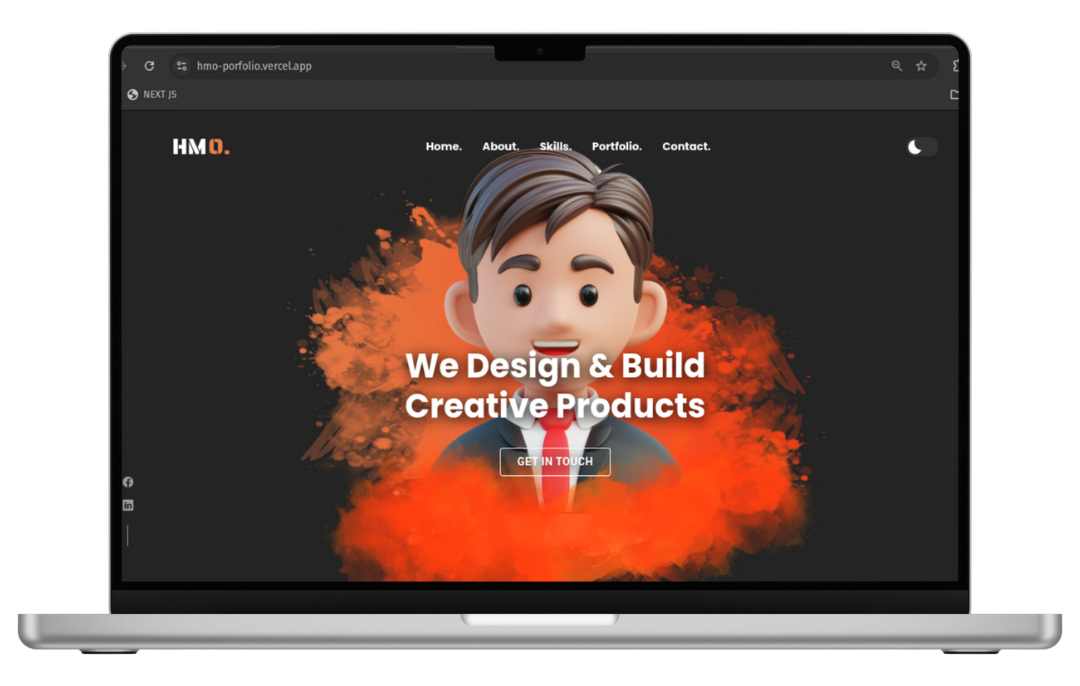 hmo-porfolio.vercel.app
NEXT JS
HMO.
Home. About. Skills. Portfolio. Contact.
We Design & Build
Creative Products
GET IN TOUCH